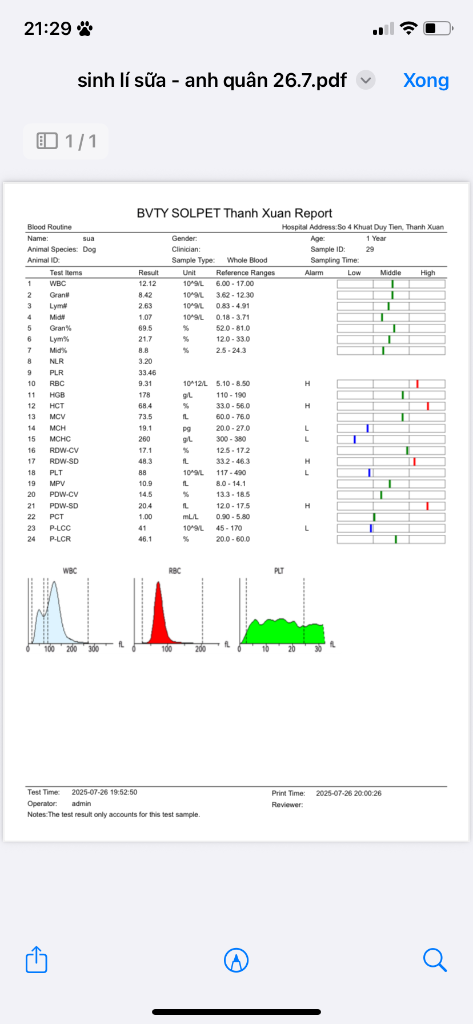 21:29
sinh lí sữa - anh quân 26.7.pdf
Xong
1/1
BVTY SOLPET Thanh Xuan Report
Blood Routine Hospital Address:So 4 Khuat Duy Tien, Thanh Xuan
Name: sua Gender: Age: 1 Year
Animal Species: Dog Clinician: Sample ID: 29
Animal ID: Sample Type: Whole Blood Sampling Time:
Test Items Result Unit Reference Ranges Alarm Low Middle High
1 WBC 12.12 10^9/L 6.00 - 17.00
2 Gran# 8.42 10^9/L 3.62 - 12.30
3 Lym# 2.63 10^9/L 0.83 - 4.91
4 Mid# 1.07 10^9/L 0.18 - 3.71
5 Gran% 69.5 % 52.0 - 81.0
6 Lym% 21.7 % 12.0 - 33.0
7 Mid% 8.8 % 2.5 - 24.3
8 NLR 3.20
9 PLR 33.46
10 RBC 9.31 10^12/L 5.10 - 8.50 H
11 HGB 178 g/L 110 - 190
12 HCT 68.4 % 33.0 - 56.0 H
13 MCV 73.5 fL 60.0 - 76.0
14 MCH 19.1 pg 20.0 - 27.0 L
15 MCHC 260 g/L 300 - 380 L
16 RDW-CV 17.1 % 12.5 - 17.2
17 RDW-SD 48.3 fL 33.2 - 46.3 H
18 PLT 88 10^9/L 117 - 490 L
19 MPV 10.9 fL 8.0 - 14.1
20 PDW-CV 14.5 % 13.3 - 18.5
21 PDW-SD 20.4 fL 12.0 - 17.5 H
22 PCT 1.00 mL/L 0.90 - 5.80
23 P-LCC 41 10^9/L 45 - 170 L
24 P-LCR 46.1 % 20.0 - 60.0
WBC RBC PLT
0 100 200 300 fL 0 100 200 fL 0 10 20 30 fL
Test Time: 2025-07-26 19:52:50 Print Time: 2025-07-26 20:00:26
Operator: admin Reviewer:
Notes:The test result only accounts for this test sample.